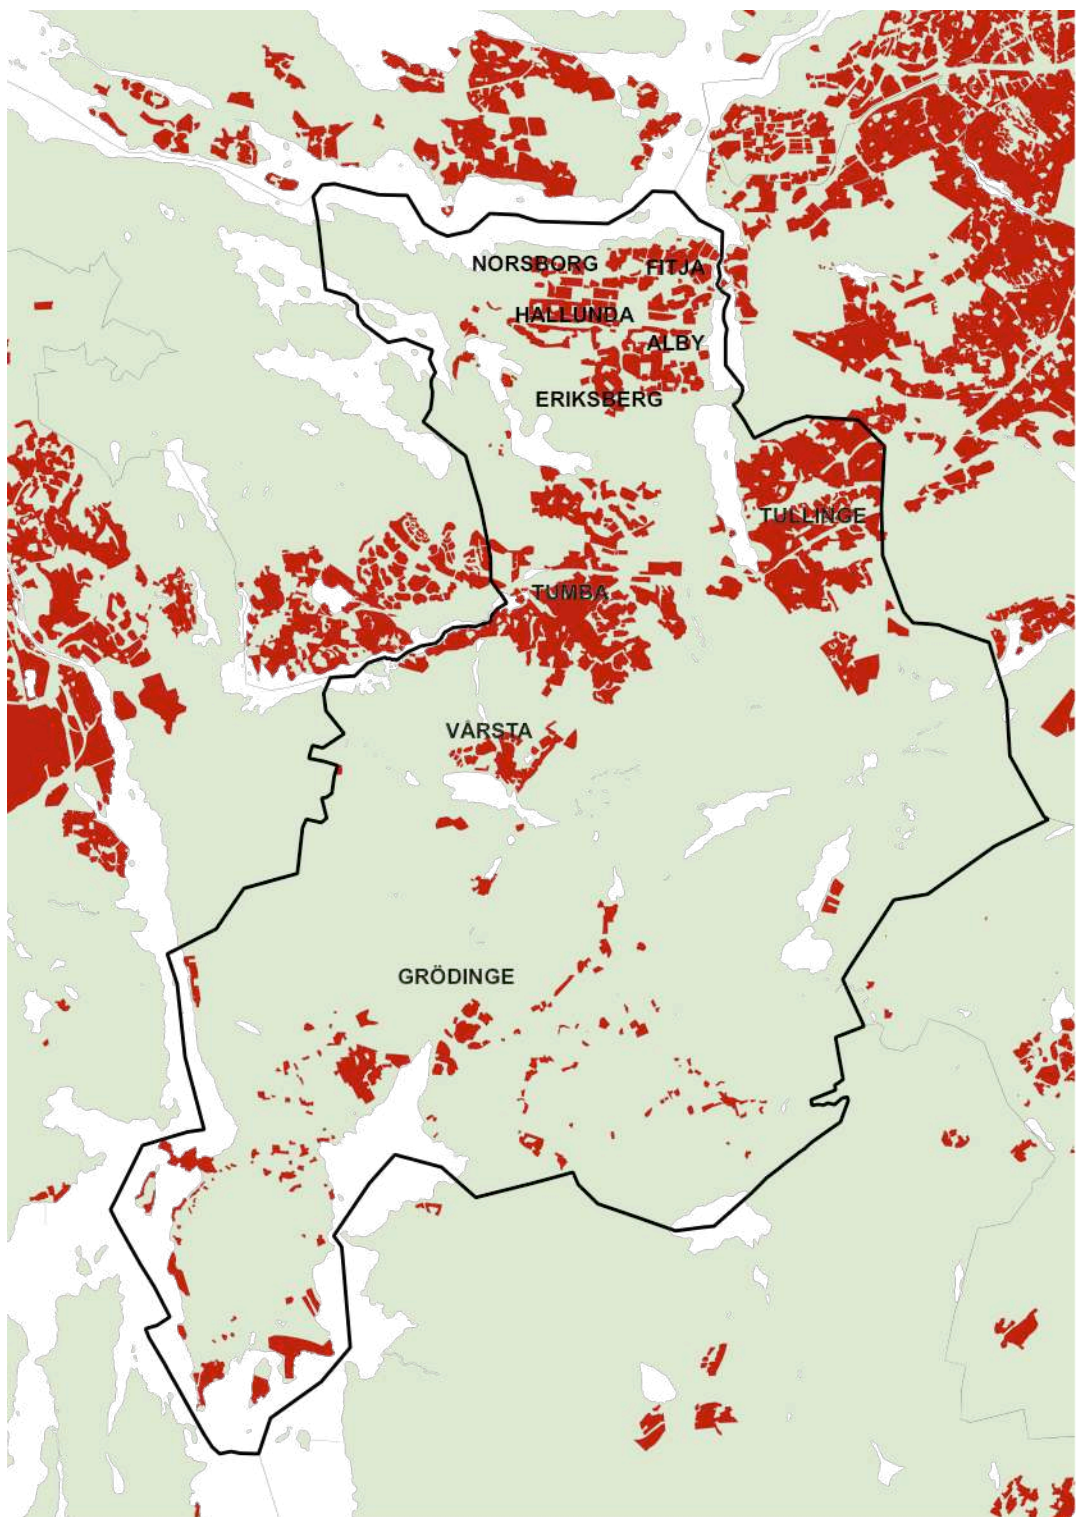 NORSBORG
FITJA
HALLUNDA
ALBY
ERIKSBERG
TULLINGE
TUMBA
VÅRSTA
GRÖDINGE